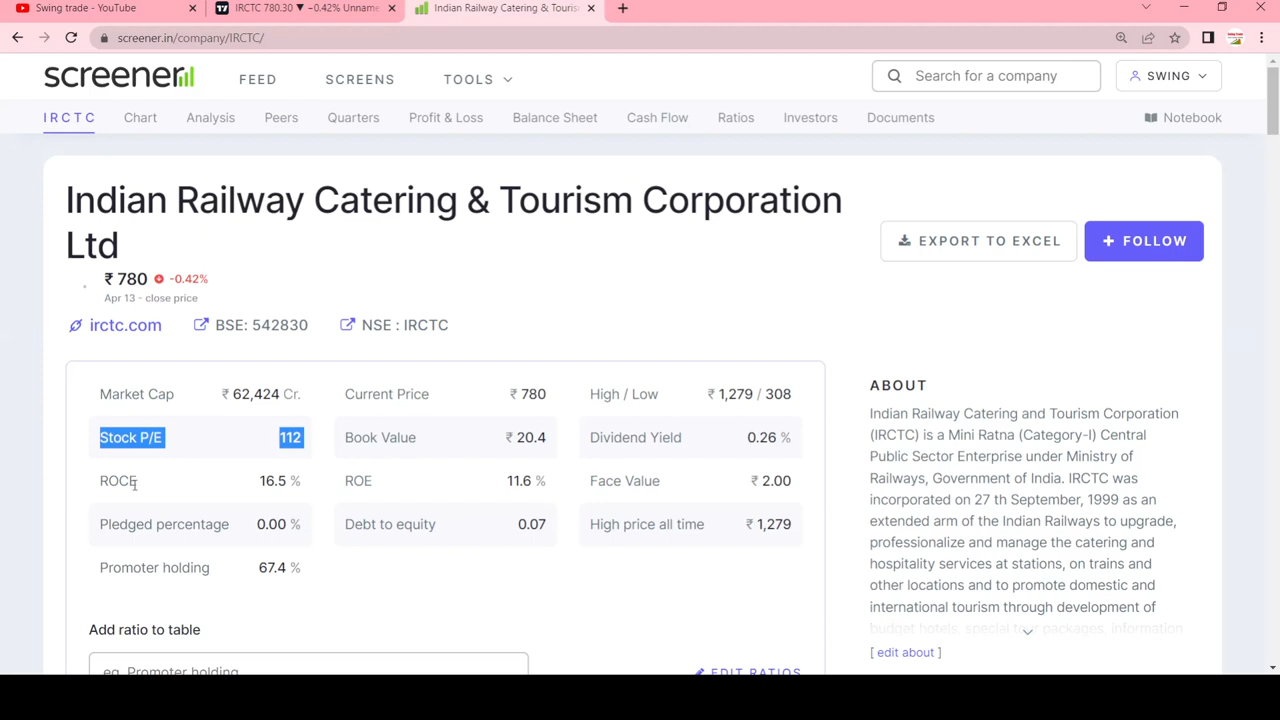 Swing trade - YouTube
IRCTC 780.30 ▼ −0.42% Unname
Indian Railway Catering & Touris
screener.in/company/IRCTC/
screener
FEED
SCREENS
TOOLS
Search for a company
SWING
IRCTC
Chart
Analysis
Peers
Quarters
Profit & Loss
Balance Sheet
Cash Flow
Ratios
Investors
Documents
Notebook
Indian Railway Catering & Tourism Corporation
Ltd
EXPORT TO EXCEL
+ FOLLOW
₹ 780 -0.42%
Apr 13 - close price
irctc.com
BSE: 542830
NSE : IRCTC
Market Cap ₹ 62,424 Cr.
Current Price ₹ 780
High / Low ₹ 1,279 / 308
Stock P/E 112
Book Value ₹ 20.4
Dividend Yield 0.26 %
ROCE 16.5 %
ROE 11.6 %
Face Value ₹ 2.00
Pledged percentage 0.00 %
Debt to equity 0.07
High price all time ₹ 1,279
Promoter holding 67.4 %
Add ratio to table
eg. Promoter holding
EDIT RATIOS
ABOUT
Indian Railway Catering and Tourism Corporation
(IRCTC) is a Mini Ratna (Category-I) Central
Public Sector Enterprise under Ministry of
Railways, Government of India. IRCTC was
incorporated on 27 th September, 1999 as an
extended arm of the Indian Railways to upgrade,
professionalize and manage the catering and
hospitality services at stations, on trains and
other locations and to promote domestic and
international tourism through development of
budget hotels, special tour packages, information
[ edit about ]